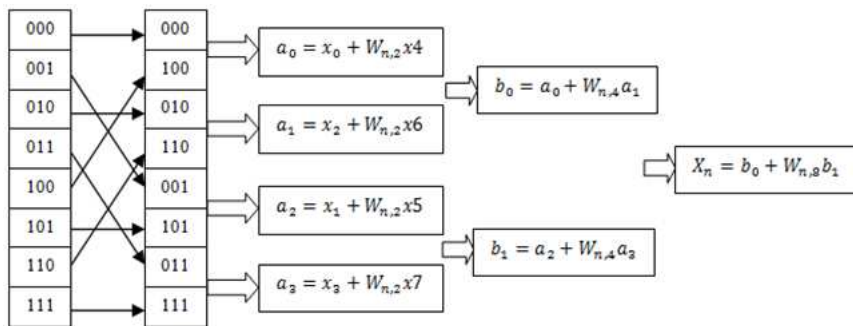 000
001
010
011
100
101
110
111
000
100
010
110
001
101
011
111
a₀ = x₀ + Wₙ,₂x4
a₁ = x₂ + Wₙ,₂x6
a₂ = x₁ + Wₙ,₂x5
a₃ = x₃ + Wₙ,₂x7
b₀ = a₀ + Wₙ,₄a₁
b₁ = a₂ + Wₙ,₄a₃
Xₙ = b₀ + Wₙ,₈b₁